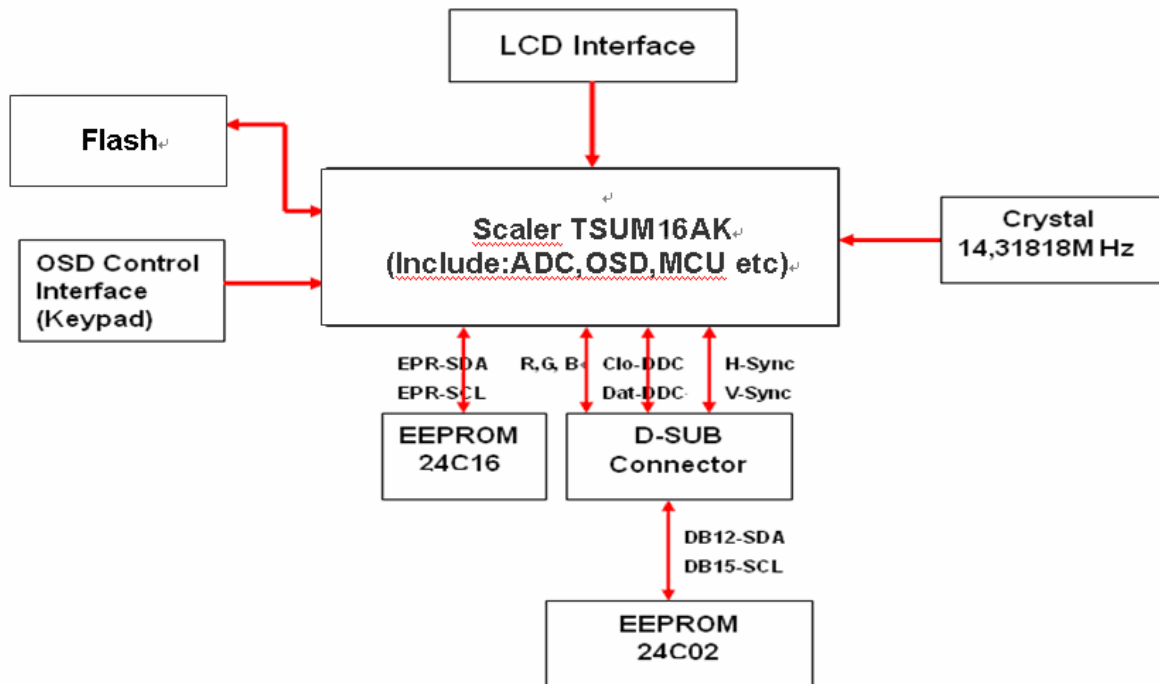 LCD Interface
Flash
Scaler TSUM16AK
(Include:ADC,OSD,MCU etc)
Crystal
14,31818M Hz
OSD Control
Interface
(Keypad)
EPR-SDA
EPR-SCL
R,G, B
Clo-DDC
Dat-DDC
H-Sync
V-Sync
EEPROM
24C16
D-SUB
Connector
DB12-SDA
DB15-SCL
EEPROM
24C02